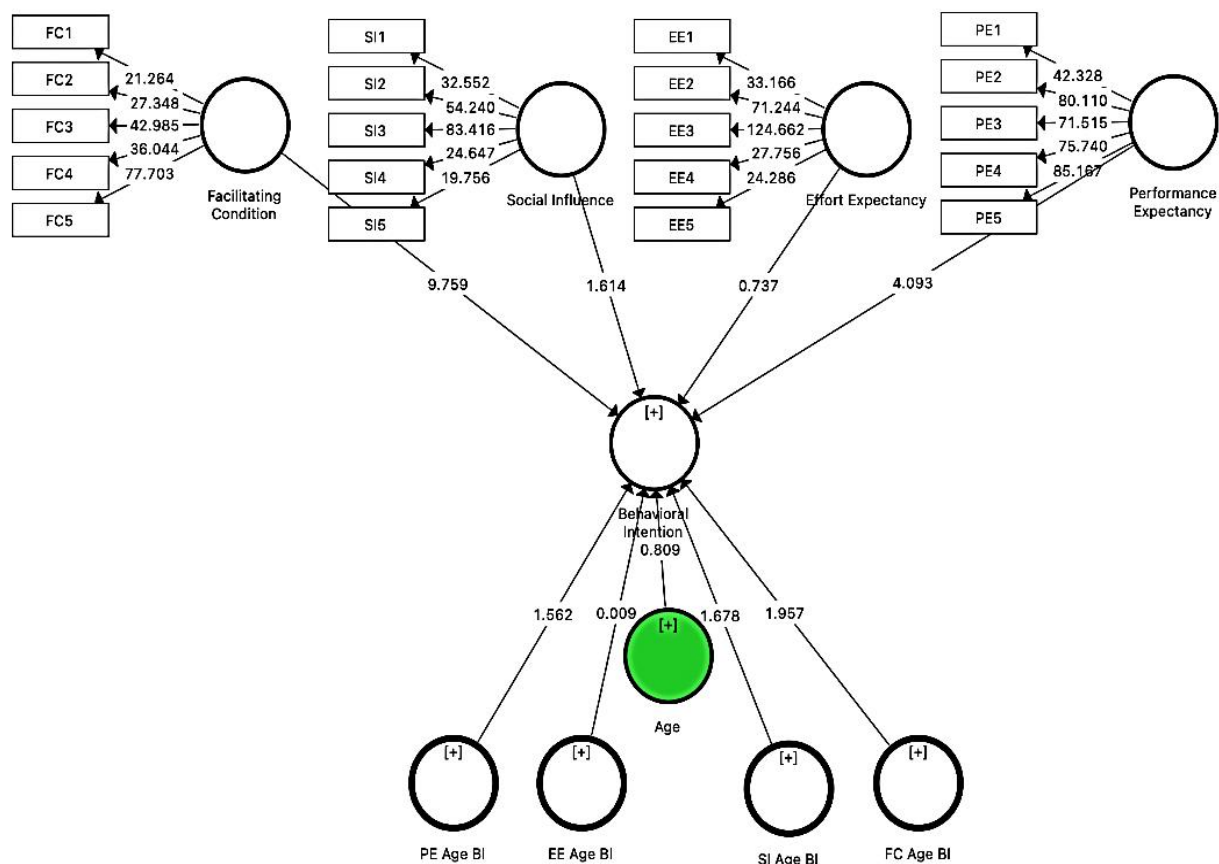 FC1
FC2
FC3
FC4
FC5
21.264
27.348
42.985
36.044
77.703
Facilitating
Condition
SI1
SI2
SI3
SI4
SI5
32.552
54.240
83.416
24.647
19.756
Social Influence
EE1
EE2
EE3
EE4
EE5
33.166
71.244
124.662
27.756
24.286
Effort Expectancy
PE1
PE2
PE3
PE4
PE5
42.328
80.110
71.515
75.740
85.167
Performance
Expectancy
9.759
1.614
0.737
4.093
[+]
Behavioral
Intention
0.809
1.562
0.009
1.678
1.957
[+]
Age
[+]
PE Age BI
[+]
EE Age BI
[+]
SI Age BI
[+]
FC Age BI